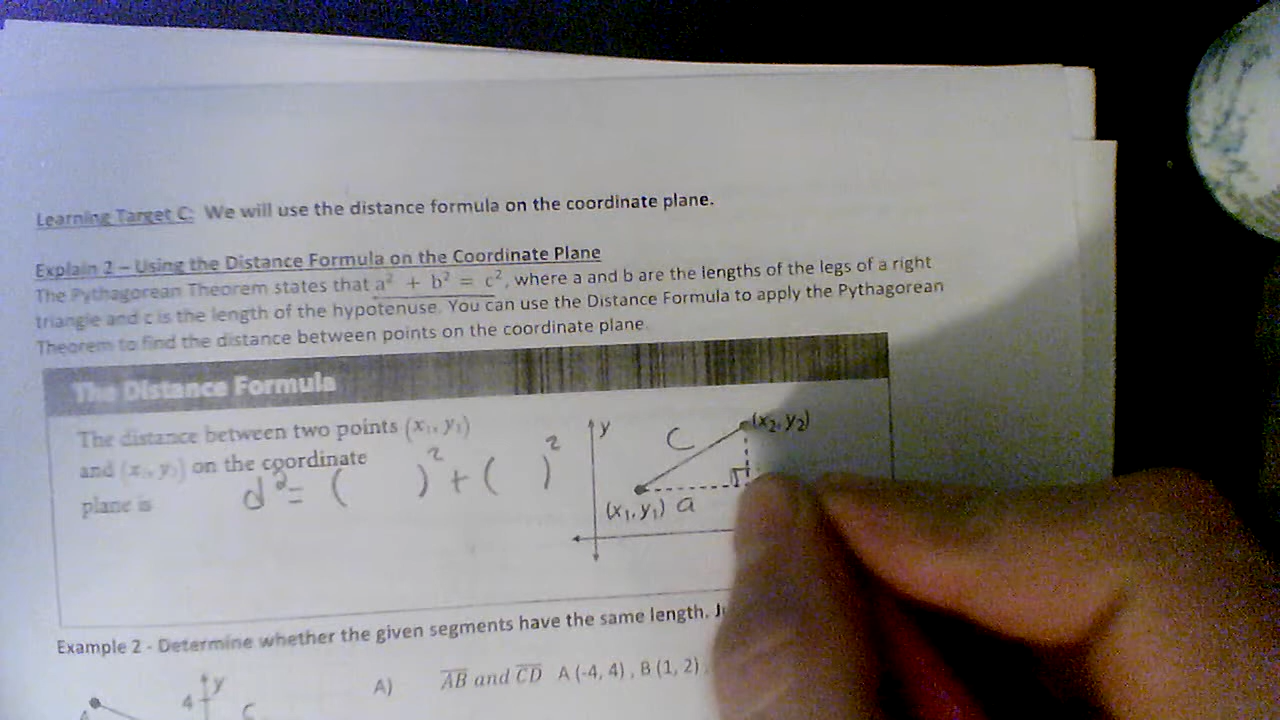 Learning Target C: We will use the distance formula on the coordinate plane.
Explain 2 – Using the Distance Formula on the Coordinate Plane
The Pythagorean Theorem states that a² + b² = c², where a and b are the lengths of the legs of a right
triangle and c is the length of the hypotenuse. You can use the Distance Formula to apply the Pythagorean
Theorem to find the distance between points on the coordinate plane.
The Distance Formula
The distance between two points (x₁, y₁)
and (x₂, y₂) on the coordinate
plane is
d² = ( )² + ( )²
y
C
(x₂, y₂)
(x₁, y₁) a
Example 2 - Determine whether the given segments have the same length.
A) AB and CD A (-4, 4) , B (1, 2) ,
4 y
C